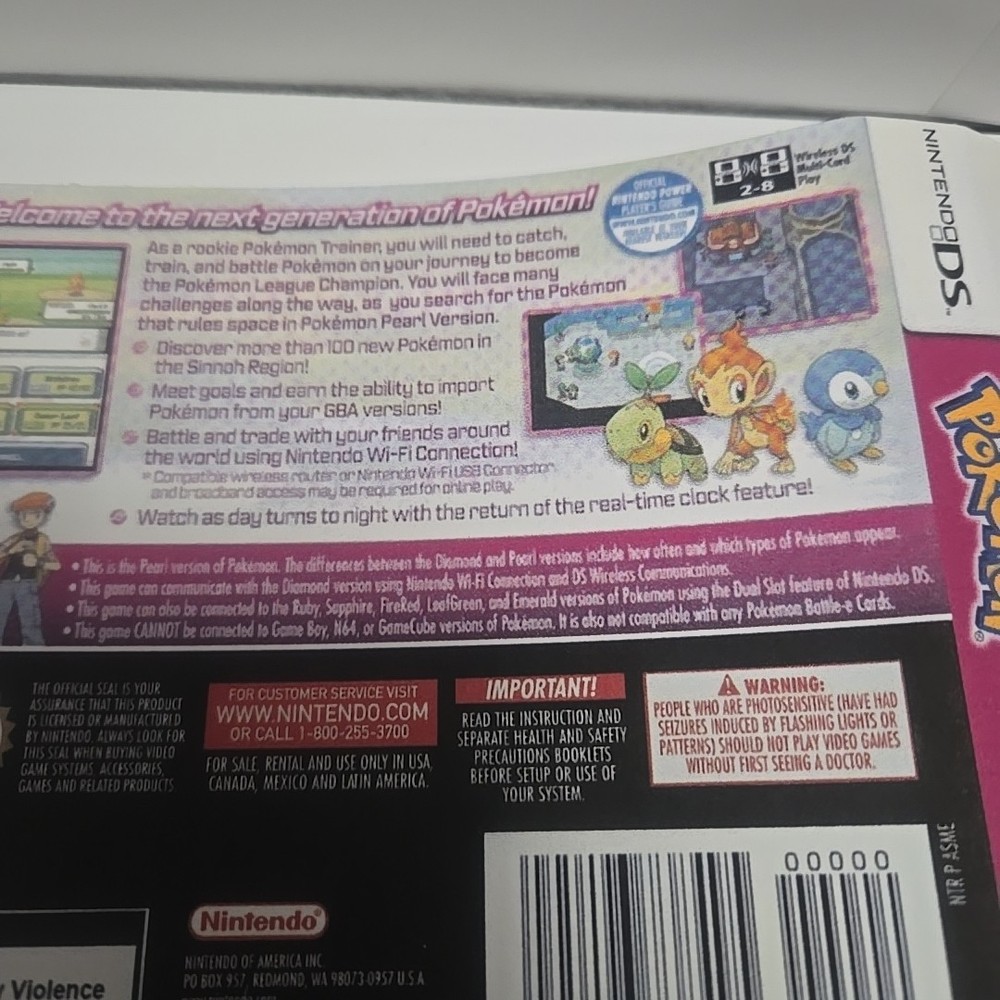 elcome to the next generation of Pokémon!
As a rookie Pokémon Trainer, you will need to catch,
train, and battle Pokémon on your journey to become
the Pokémon League Champion. You will face many
challenges along the way, as you search for the Pokémon
that rules space in Pokémon Pearl Version.
Discover more than 100 new Pokémon in
the Sinnoh Region!
Meet goals and earn the ability to import
Pokémon from your GBA versions!
Battle and trade with your friends around
the world using Nintendo Wi-Fi Connection!
* Compatible wireless router or Nintendo Wi-Fi USB Connector
and broadband access may be required for online play.
Watch as day turns to night with the return of the real-time clock feature!
OFFICIAL
NINTENDO POWER
PLAYER'S GUIDE
2-8
Wireless DS
Multi-Card
Play
NINTENDO DS™
POKéMON®
• This is the Pearl version of Pokémon. The differences between the Diamond and Pearl versions include how often and which types of Pokémon appear.
• This game can communicate with the Diamond version using Nintendo Wi-Fi Connection and DS Wireless Communications.
• This game can also be connected to the Ruby, Sapphire, FireRed, LeafGreen, and Emerald versions of Pokémon using the Dual Slot feature of Nintendo DS.
• This game CANNOT be connected to Game Boy, N64, or GameCube versions of Pokémon. It is also not compatible with any Pokémon Battle-e Cards.
THE OFFICIAL SEAL IS YOUR
ASSURANCE THAT THIS PRODUCT
IS LICENSED OR MANUFACTURED
BY NINTENDO. ALWAYS LOOK FOR
THIS SEAL WHEN BUYING VIDEO
GAME SYSTEMS, ACCESSORIES,
GAMES AND RELATED PRODUCTS.
FOR CUSTOMER SERVICE VISIT
WWW.NINTENDO.COM
OR CALL 1-800-255-3700
FOR SALE, RENTAL AND USE ONLY IN USA,
CANADA, MEXICO AND LATIN AMERICA.
IMPORTANT!
READ THE INSTRUCTION AND
SEPARATE HEALTH AND SAFETY
PRECAUTIONS BOOKLETS
BEFORE SETUP OR USE OF
YOUR SYSTEM.
WARNING:
PEOPLE WHO ARE PHOTOSENSITIVE (HAVE HAD
SEIZURES INDUCED BY FLASHING LIGHTS OR
PATTERNS) SHOULD NOT PLAY VIDEO GAMES
WITHOUT FIRST SEEING A DOCTOR.
00000
NTR P ASME
Nintendo®
NINTENDO OF AMERICA INC.
PO BOX 957, REDMOND, WA 98073-0957 U.S.A.
Violence